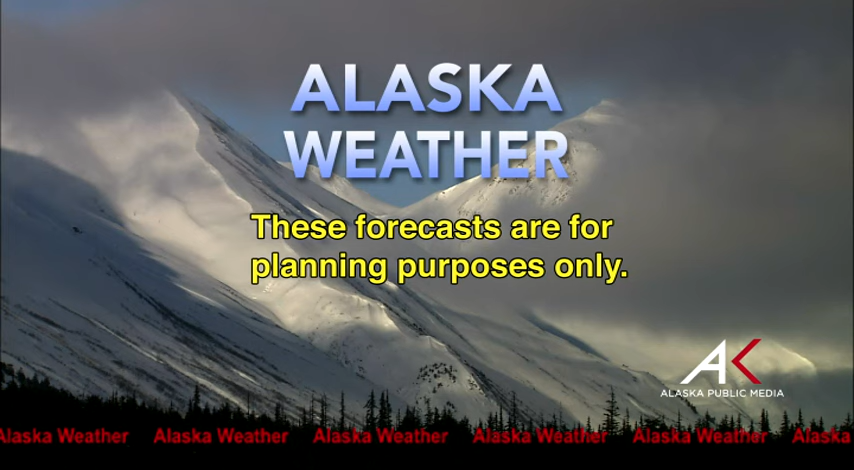 ALASKA
WEATHER
These forecasts are for
planning purposes only.
AK
ALASKA PUBLIC MEDIA
Alaska Weather Alaska Weather Alaska Weather Alaska Weather Alaska Weather Alaska